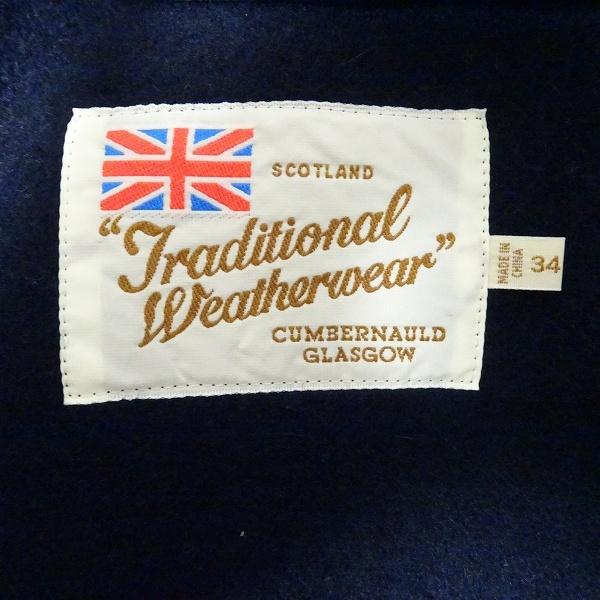 SCOTLAND
"Traditional
Weatherwear"
CUMBERNAULD
GLASGOW
MADE IN
CHINA
34